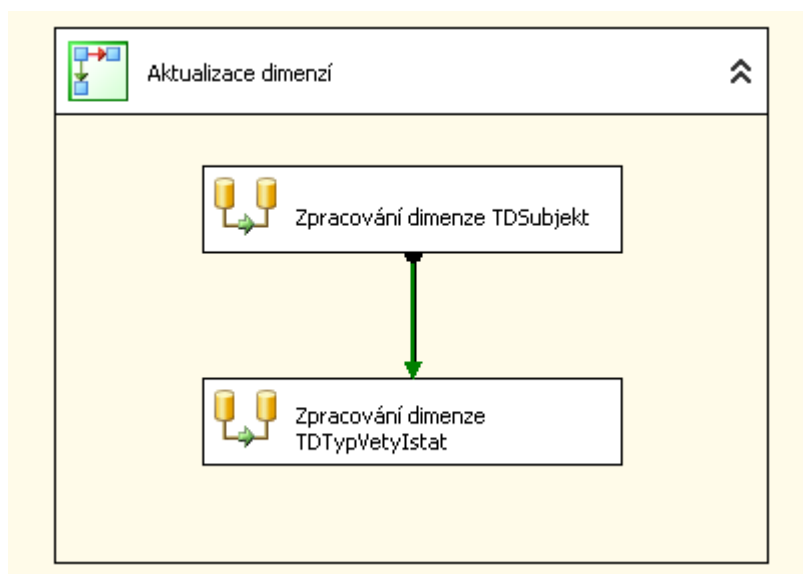 Aktualizace dimenzí
Zpracování dimenze TDSubjekt
Zpracování dimenze
TDTypVetyIstat